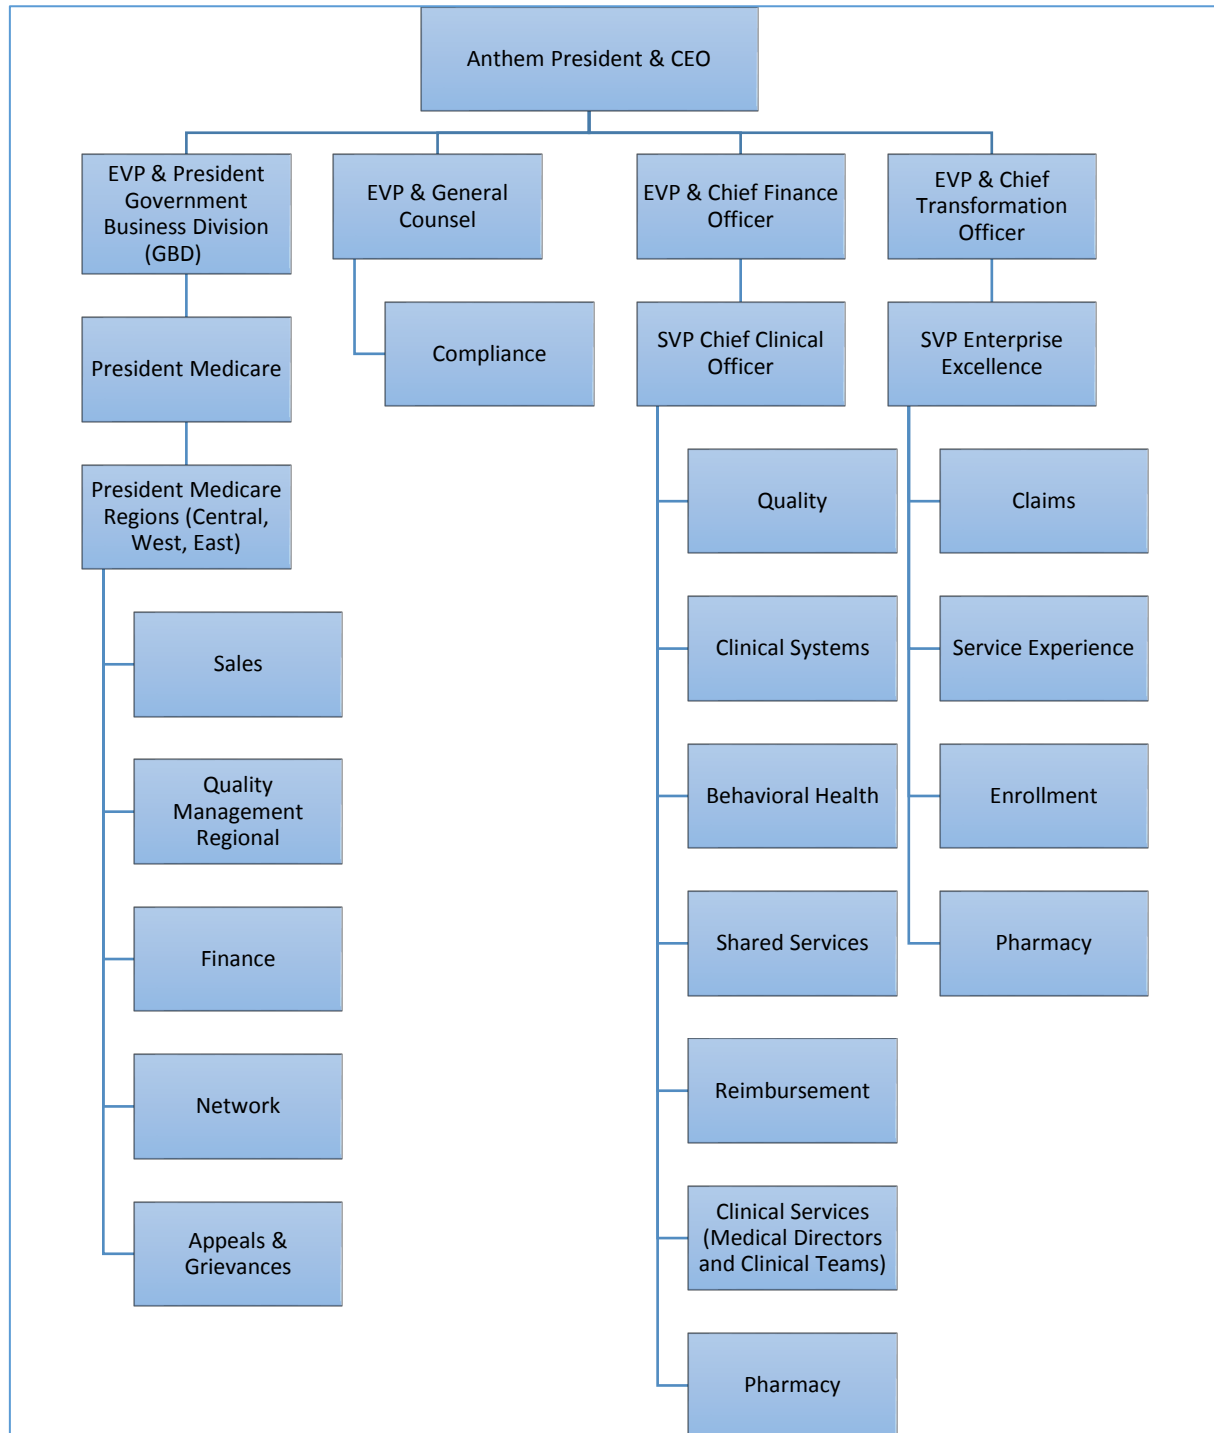 Anthem President & CEO
EVP & President
Government
Business Division
(GBD)
EVP & General
Counsel
EVP & Chief Finance
Officer
EVP & Chief
Transformation
Officer
President Medicare
Compliance
SVP Chief Clinical
Officer
SVP Enterprise
Excellence
President Medicare
Regions (Central,
West, East)
Sales
Quality
Management
Regional
Finance
Network
Appeals &
Grievances
Quality
Clinical Systems
Behavioral Health
Shared Services
Reimbursement
Clinical Services
(Medical Directors
and Clinical Teams)
Pharmacy
Claims
Service Experience
Enrollment
Pharmacy